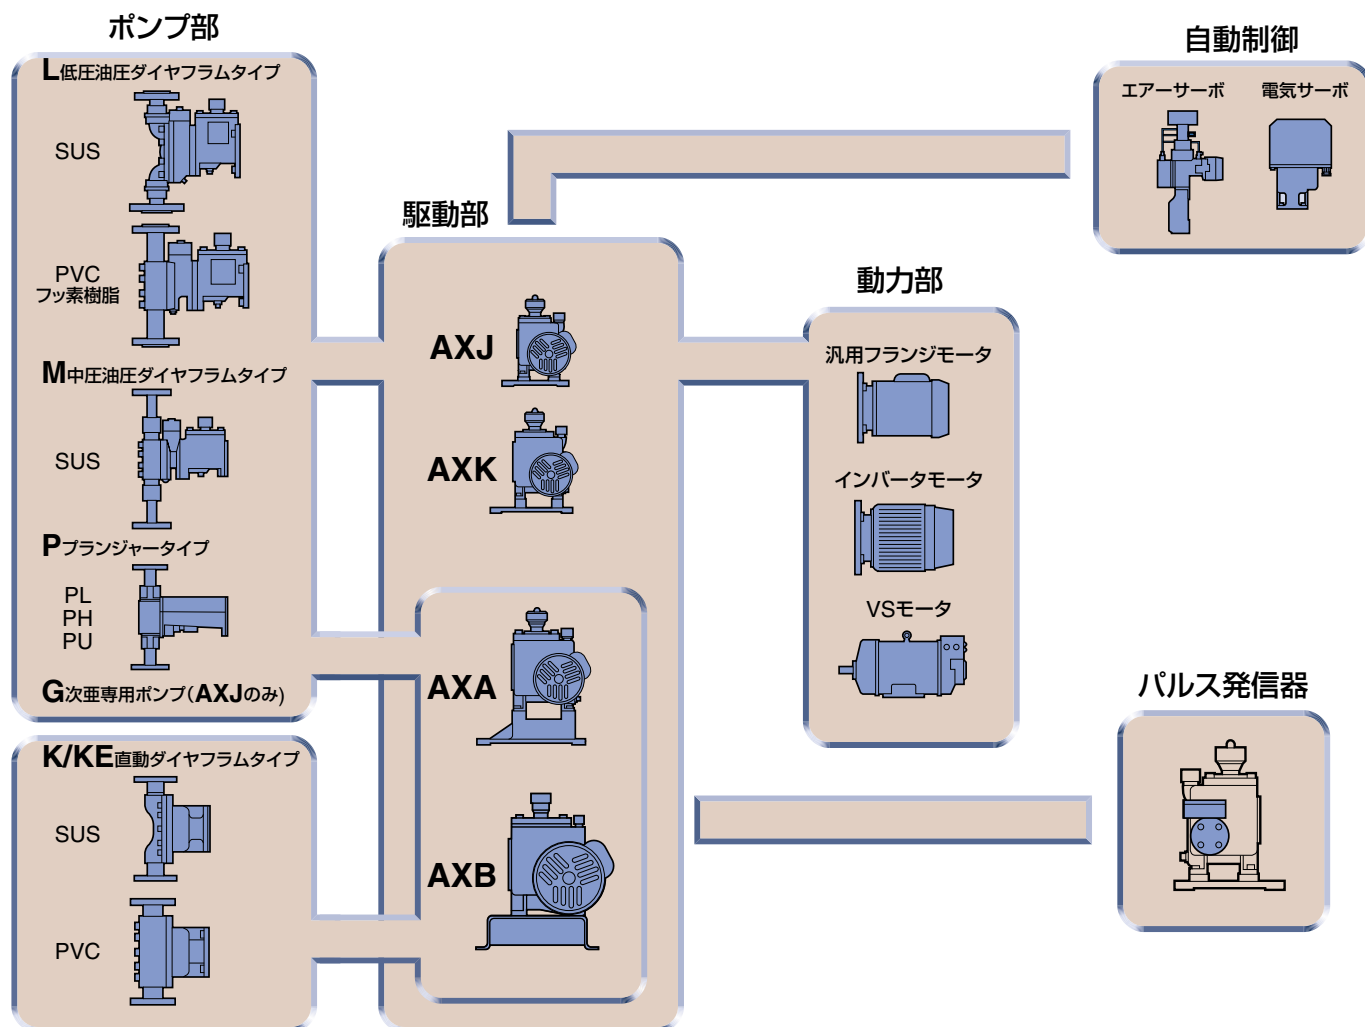 ポンプ部
L低圧油圧ダイヤフラムタイプ
SUS
PVC
フッ素樹脂
M中圧油圧ダイヤフラムタイプ
SUS
Pプランジャータイプ
PL
PH
PU
G次亜専用ポンプ(AXJのみ)
K/KE直動ダイヤフラムタイプ
SUS
PVC
駆動部
AXJ
AXK
AXA
AXB
動力部
汎用フランジモータ
インバータモータ
VSモータ
自動制御
エアーサーボ 電気サーボ
パルス発信器